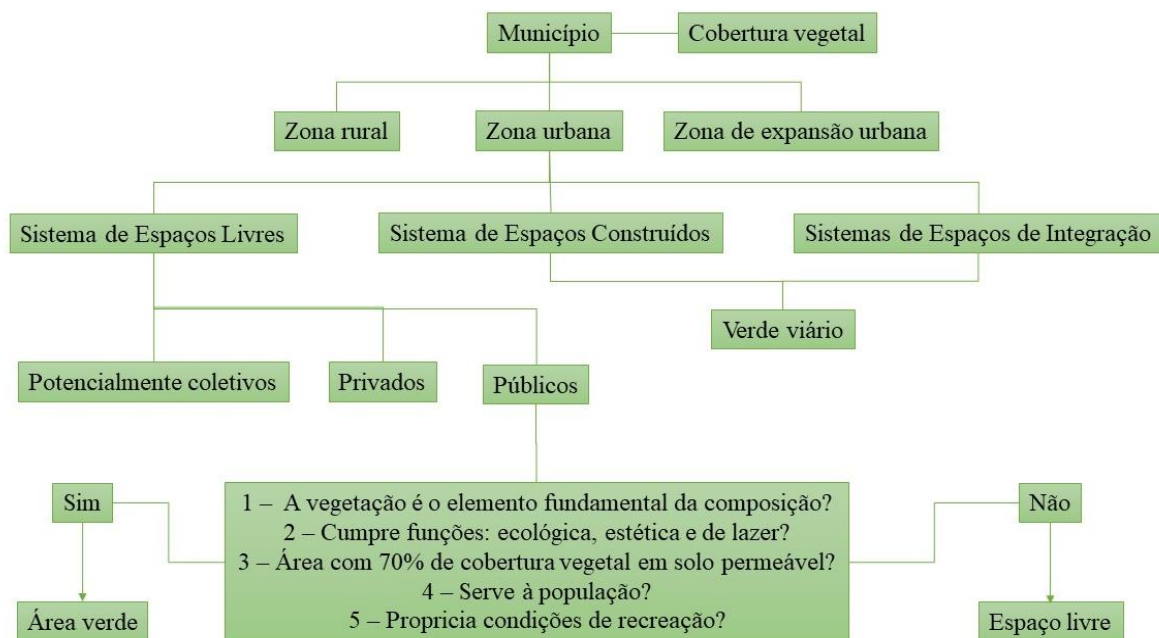 Município
Cobertura vegetal
Zona rural
Zona urbana
Zona de expansão urbana
Sistema de Espaços Livres
Sistema de Espaços Construídos
Sistemas de Espaços de Integração
Verde viário
Potencialmente coletivos
Privados
Públicos
Sim
1 – A vegetação é o elemento fundamental da composição?
2 – Cumpre funções: ecológica, estética e de lazer?
3 – Área com 70% de cobertura vegetal em solo permeável?
4 – Serve à população?
5 – Propricia condições de recreação?
Não
Área verde
Espaço livre